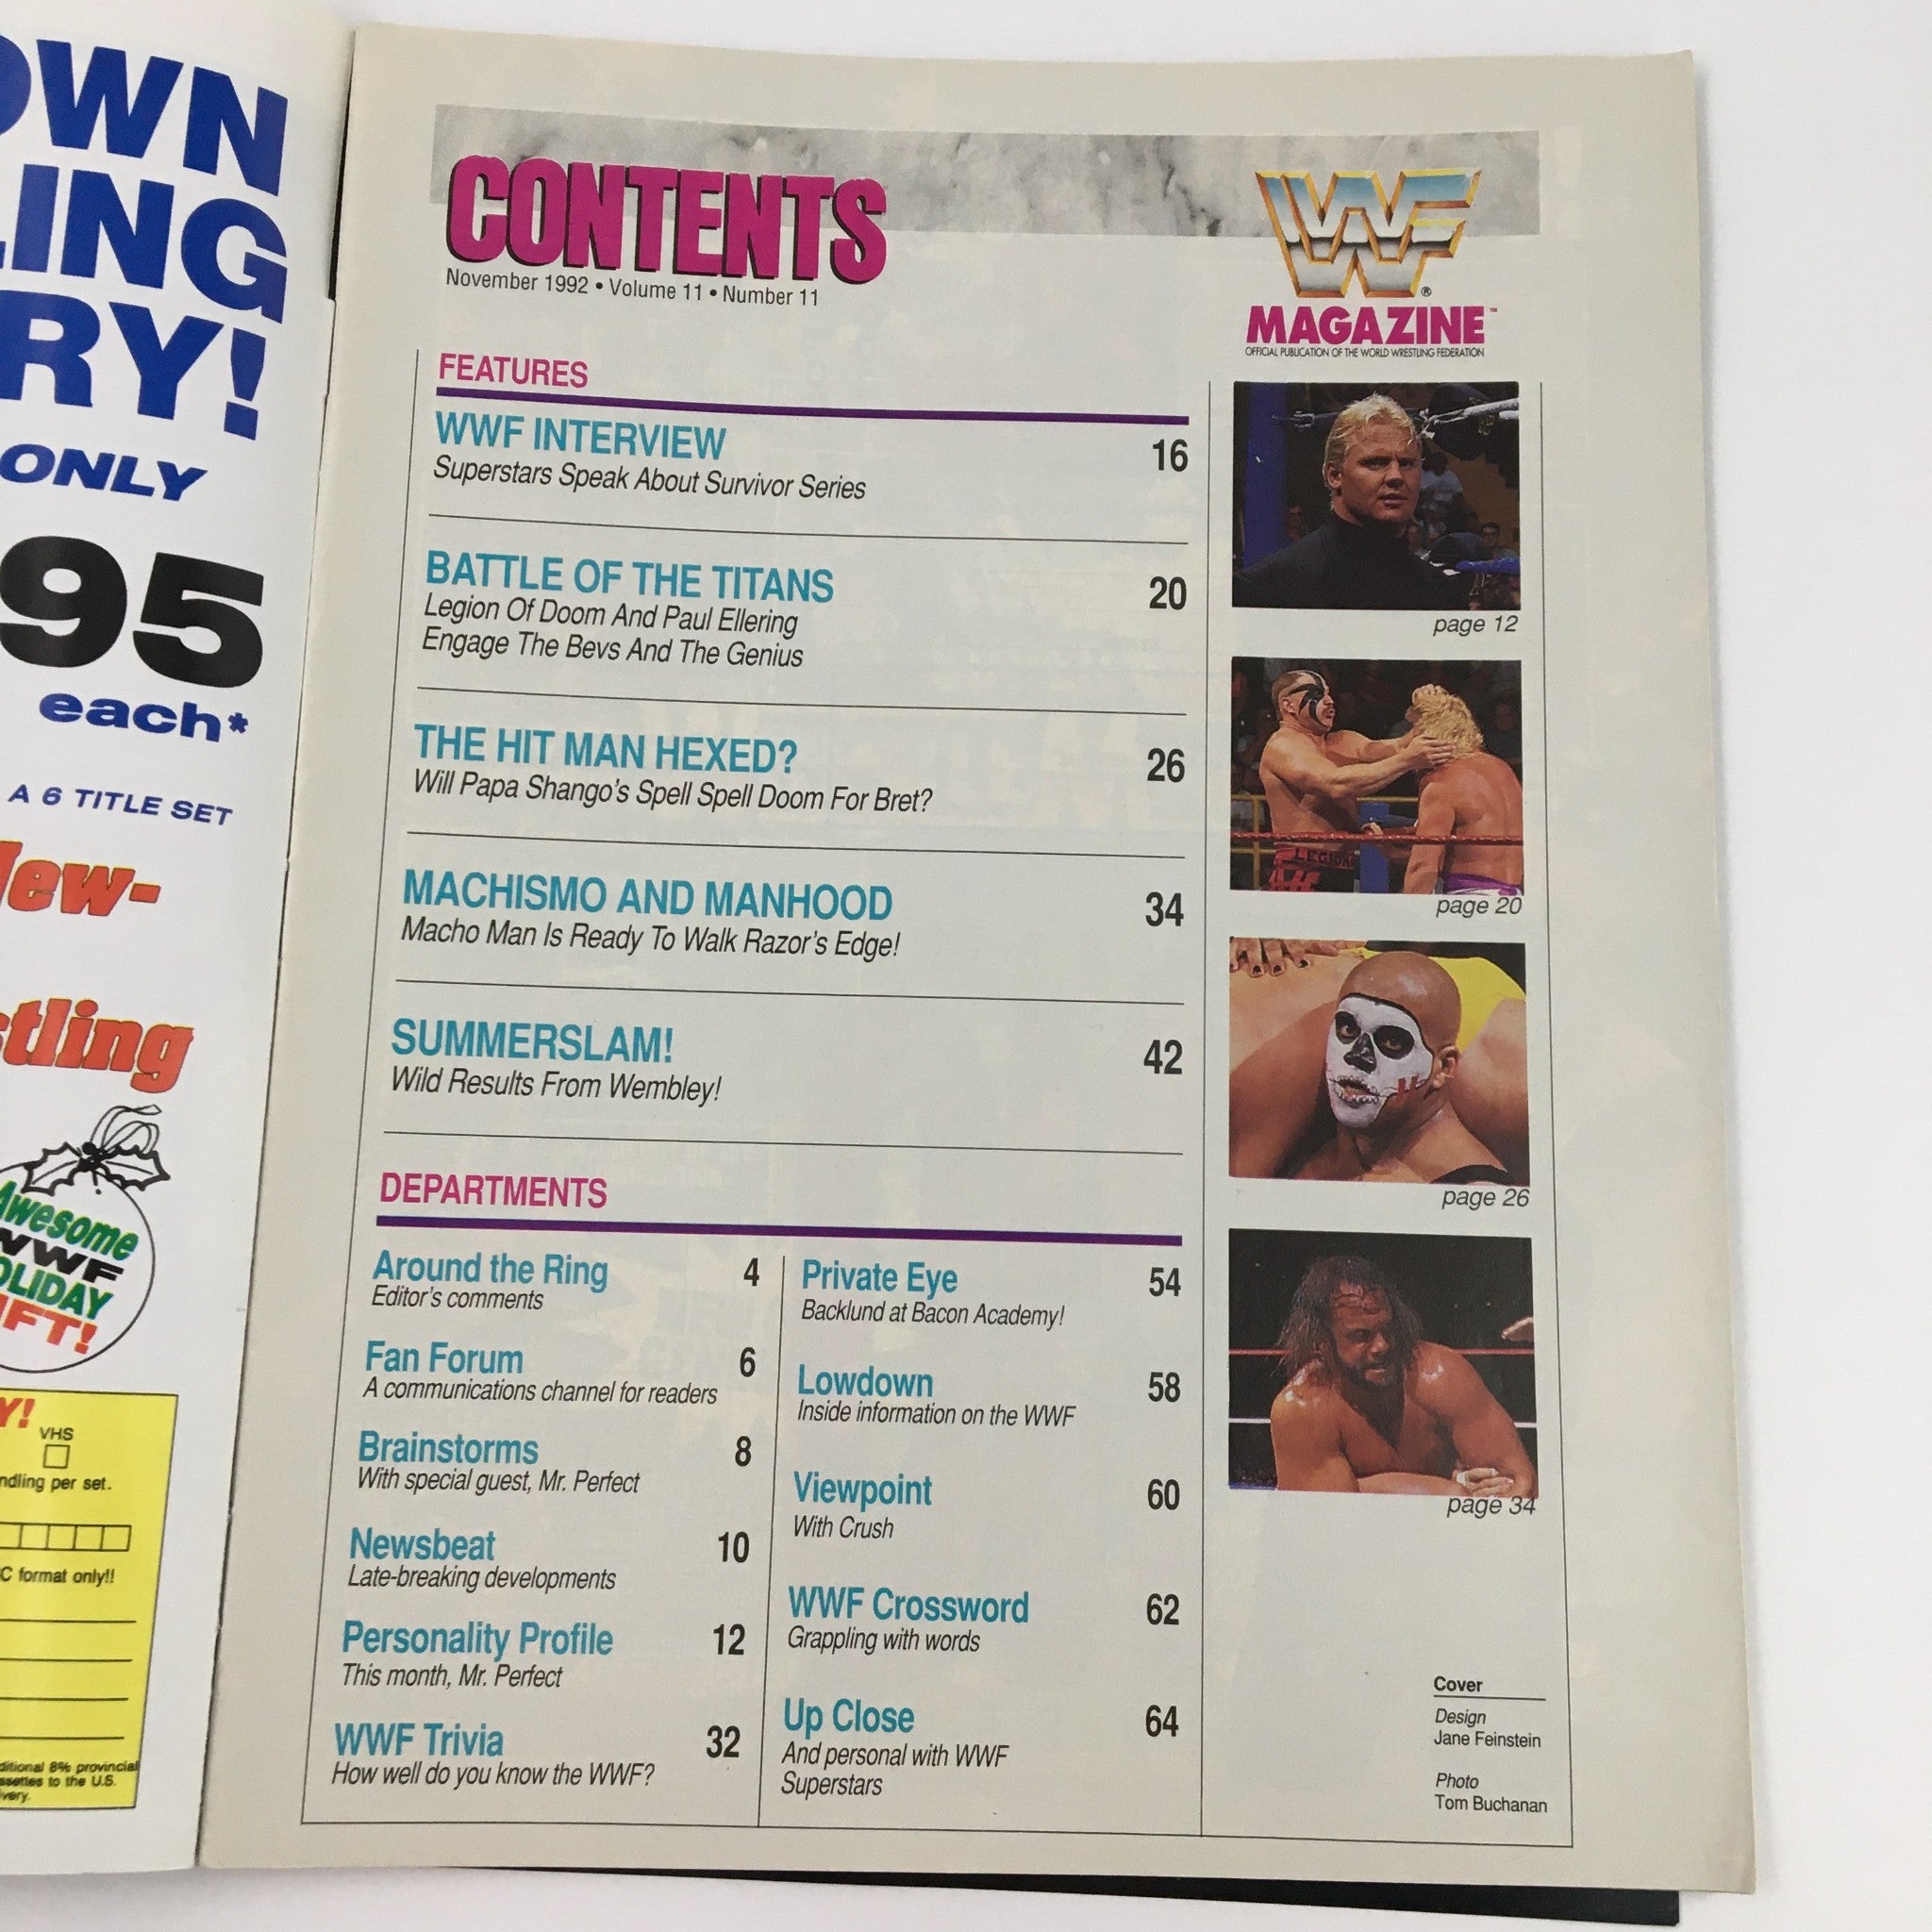 OWN
LING
RY!
ONLY
95
each*
A 6 TITLE SET
New-
stling
Awesome
WWF
HOLIDAY
GIFT!
Y!
VHS
ndling per set.
C format only!!
ditional 8% provincial
ssettes to the U.S.
very.
CONTENTS
November 1992 • Volume 11 • Number 11
WWF®
MAGAZINE™
OFFICIAL PUBLICATION OF THE WORLD WRESTLING FEDERATION
FEATURES
WWF INTERVIEW 16
Superstars Speak About Survivor Series
BATTLE OF THE TITANS 20
Legion Of Doom And Paul Ellering
Engage The Bevs And The Genius
THE HIT MAN HEXED? 26
Will Papa Shango's Spell Spell Doom For Bret?
MACHISMO AND MANHOOD 34
Macho Man Is Ready To Walk Razor's Edge!
SUMMERSLAM! 42
Wild Results From Wembley!
DEPARTMENTS
Around the Ring 4
Editor's comments
Fan Forum 6
A communications channel for readers
Brainstorms 8
With special guest, Mr. Perfect
Newsbeat 10
Late-breaking developments
Personality Profile 12
This month, Mr. Perfect
WWF Trivia 32
How well do you know the WWF?
Private Eye 54
Backlund at Bacon Academy!
Lowdown 58
Inside information on the WWF
Viewpoint 60
With Crush
WWF Crossword 62
Grappling with words
Up Close 64
And personal with WWF
Superstars
page 12
LEGION
page 20
page 26
page 34
Cover
Design
Jane Feinstein
Photo
Tom Buchanan